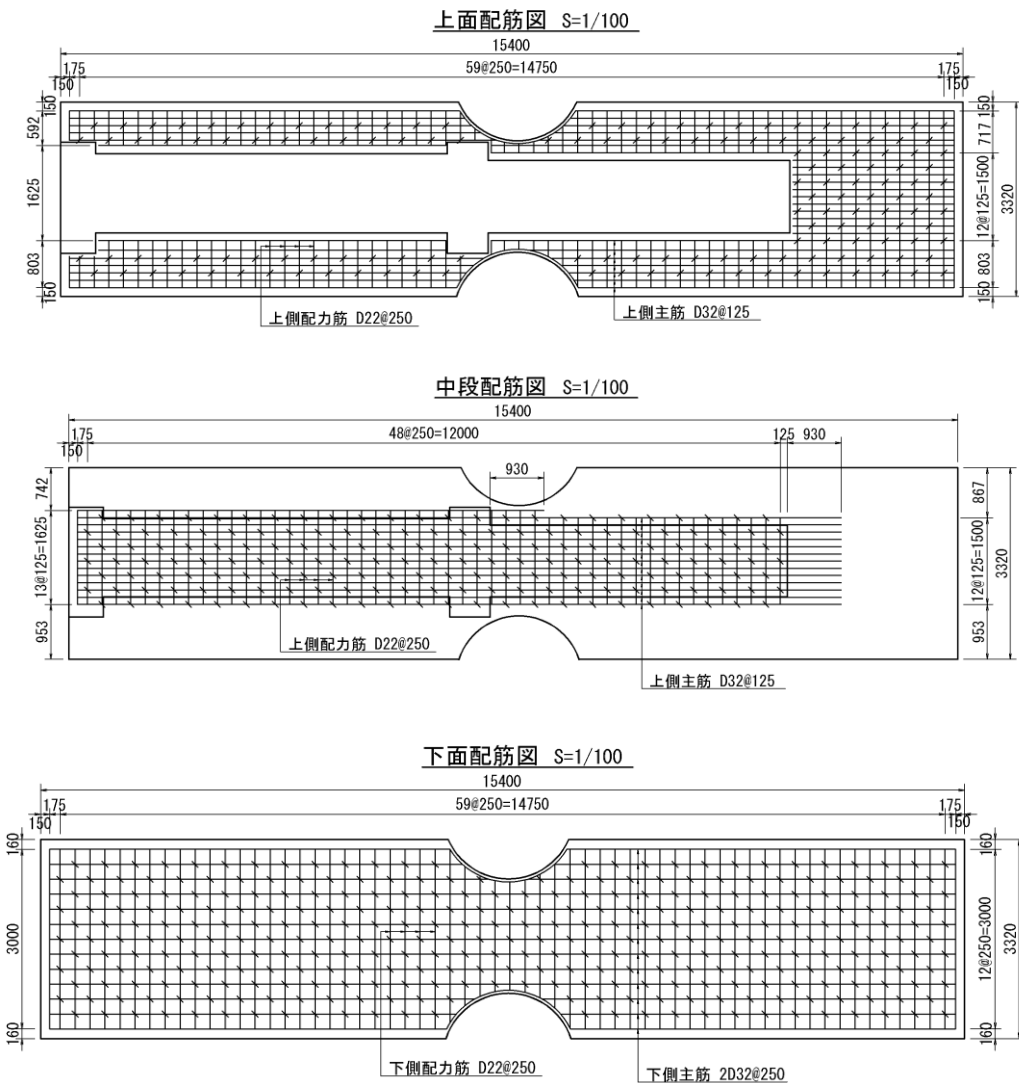 上面配筋図 S=1/100
15400
175 59@250=14750 175
150 150
150 592 1625 803 150
150 717 12@125=1500 803 150
3320
上側配力筋 D22@250
上側主筋 D32@125
中段配筋図 S=1/100
15400
175 48@250=12000 125 930
150
930
742 13@125=1625 953
867 12@125=1500 953
3320
上側配力筋 D22@250
上側主筋 D32@125
下面配筋図 S=1/100
15400
175 59@250=14750 175
150 150
160 3000 160
160 12@250=3000 160
3320
下側配力筋 D22@250
下側主筋 2D32@250